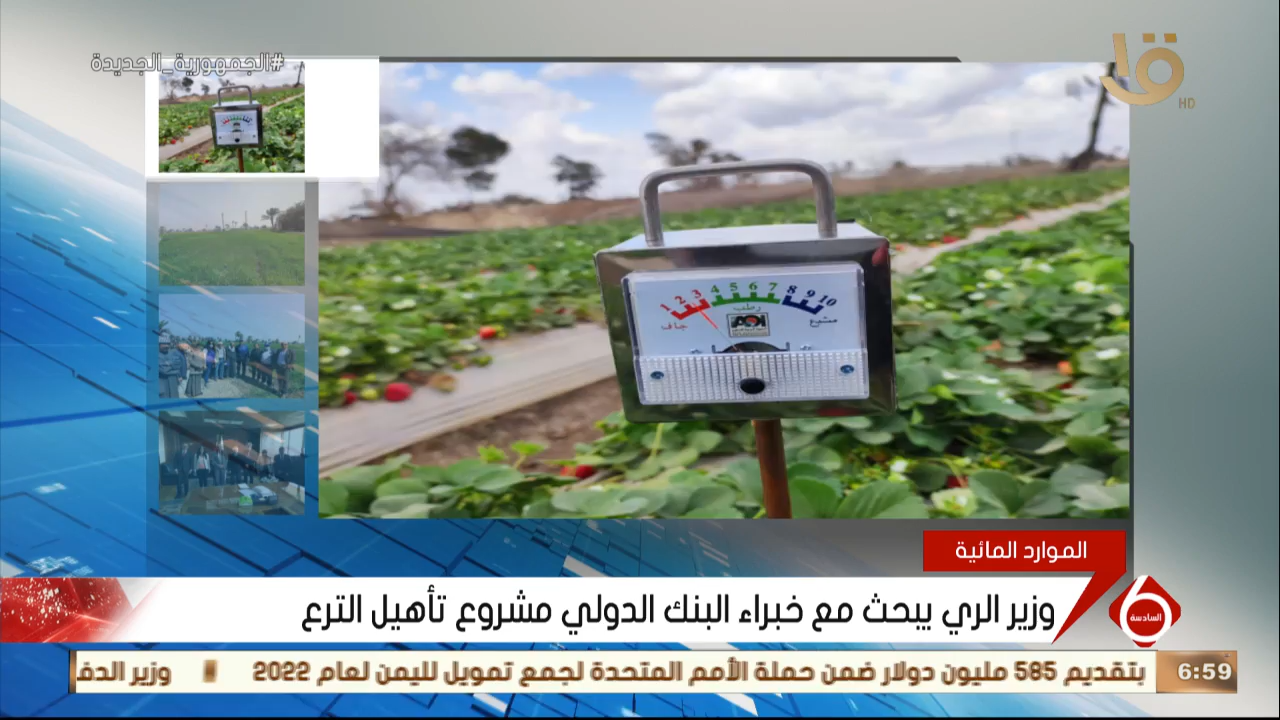 #الجمهورية_الجديدة
HD
1 2 3 4 5 6 7 8 9 10
جاف
رطب
مشبع
AOI
الموارد المائية
وزير الري يبحث مع خبراء البنك الدولي مشروع تأهيل الترع
السادسة
6:59
بتقديم 585 مليون دولار ضمن حملة الأمم المتحدة لجمع تمويل لليمن لعام 2022
وزير الدف